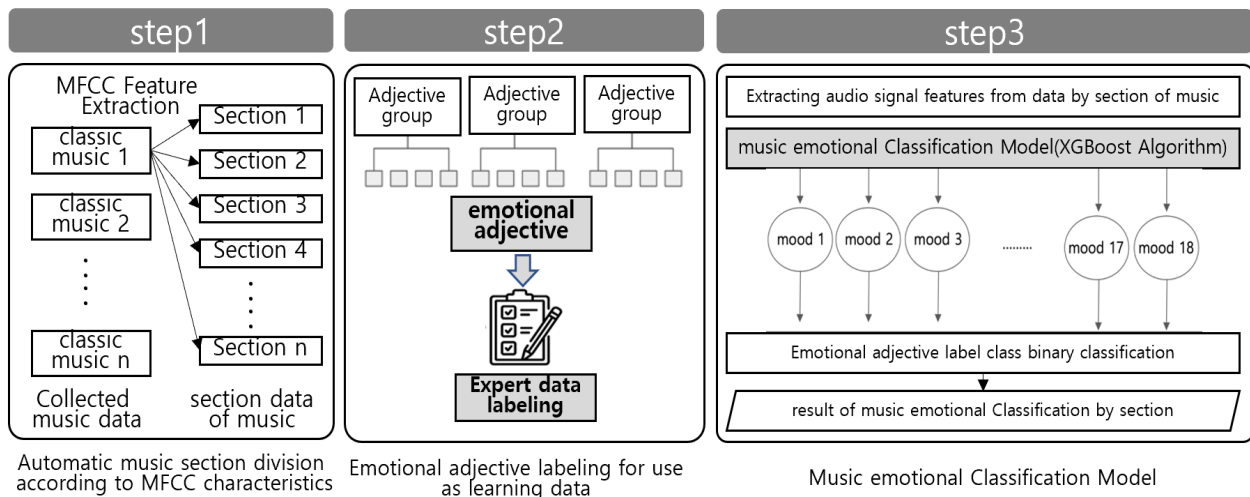 step1
MFCC Feature
Extraction
classic
music 1
classic
music 2
classic
music n
Section 1
Section 2
Section 3
Section 4
Section n
Collected
music data
section data
of music
Automatic music section division
according to MFCC characteristics
step2
Adjective
group
Adjective
group
Adjective
group
emotional
adjective
Expert data
labeling
Emotional adjective labeling for use
as learning data
step3
Extracting audio signal features from data by section of music
music emotional Classification Model(XGBoost Algorithm)
mood 1
mood 2
mood 3
.........
mood 17
mood 18
Emotional adjective label class binary classification
result of music emotional Classification by section
Music emotional Classification Model